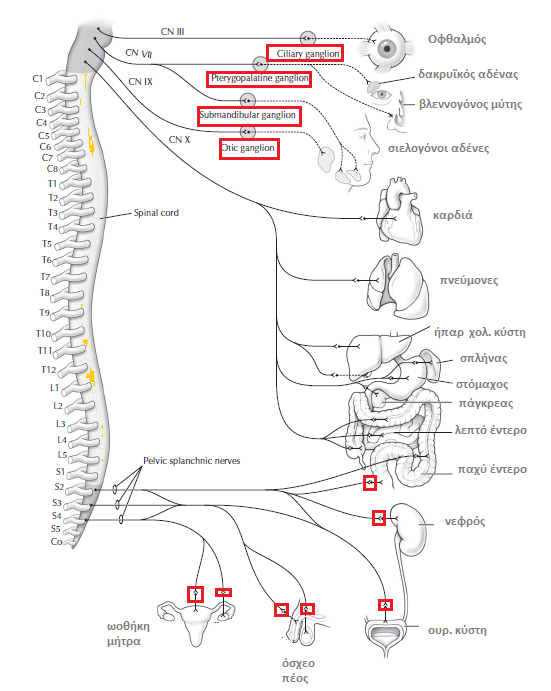 CN III
Ciliary ganglion
Οφθαλμός
CN VII
Pterygopalatine ganglion
δακρυϊκός αδένας
CN IX
βλεννογόνος μύτης
Submandibular ganglion
CN X
Otic ganglion
σιελογόνοι αδένες
C1
C2
C3
C4
C5
C6
C7
C8
T1
T2
T3
T4
T5
T6
T7
T8
T9
T10
T11
T12
L1
L2
L3
L4
L5
S1
S2
S3
S4
S5
Co
Spinal cord
καρδιά
πνεύμονες
ήπαρ χολ. κύστη
σπλήνας
στόμαχος
πάγκρεας
λεπτό έντερο
παχύ έντερο
Pelvic splanchnic nerves
νεφρός
ωοθήκη
μήτρα
όσχεο
πέος
ουρ. κύστη